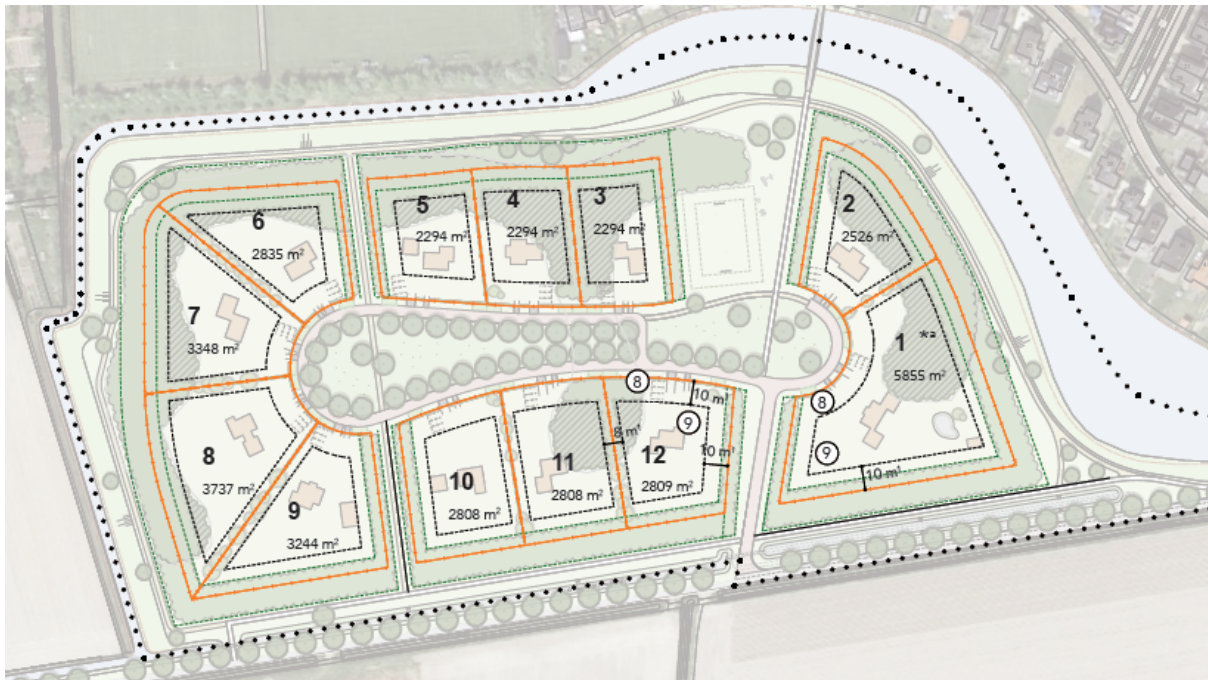 1
*a
5855 m²
2
2526 m²
3
2294 m²
4
2294 m²
5
2294 m²
6
2835 m²
7
3348 m²
8
3737 m²
9
3244 m²
10
2808 m²
11
2808 m²
12
2809 m²
8
9
10 m¹
8 m¹
10 m¹
8
9
10 m¹